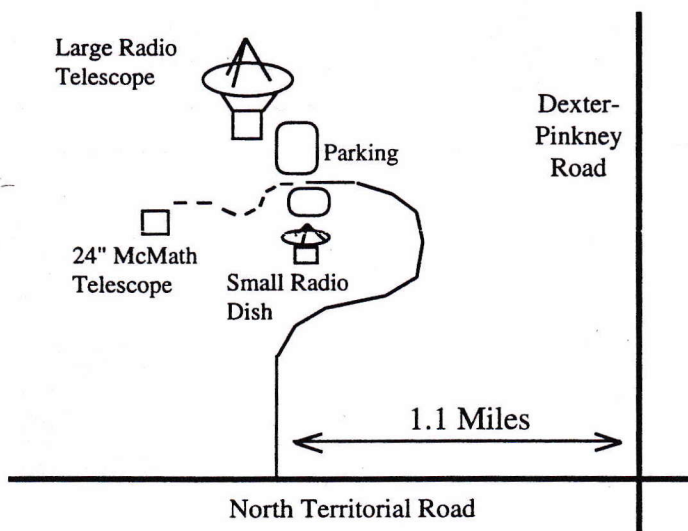 Large Radio
Telescope
Dexter-
Pinkney
Road
Parking
24" McMath
Telescope
Small Radio
Dish
1.1 Miles
North Territorial Road